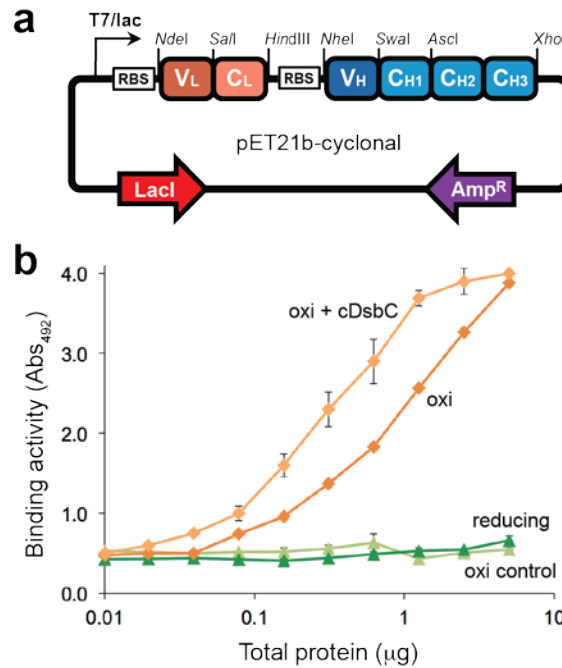 a
T7/lac
NdeI SalI HindIII NheI SwaI AscI Xho
RBS VL CL RBS VH CH1 CH2 CH3
pET21b-cyclonal
LacI AmpR
b
4.0
oxi + cDsbC
3.0
oxi
2.0
1.0
reducing
oxi control
0.0
0.01 0.1 1 10
Binding activity (Abs492)
Total protein (µg)